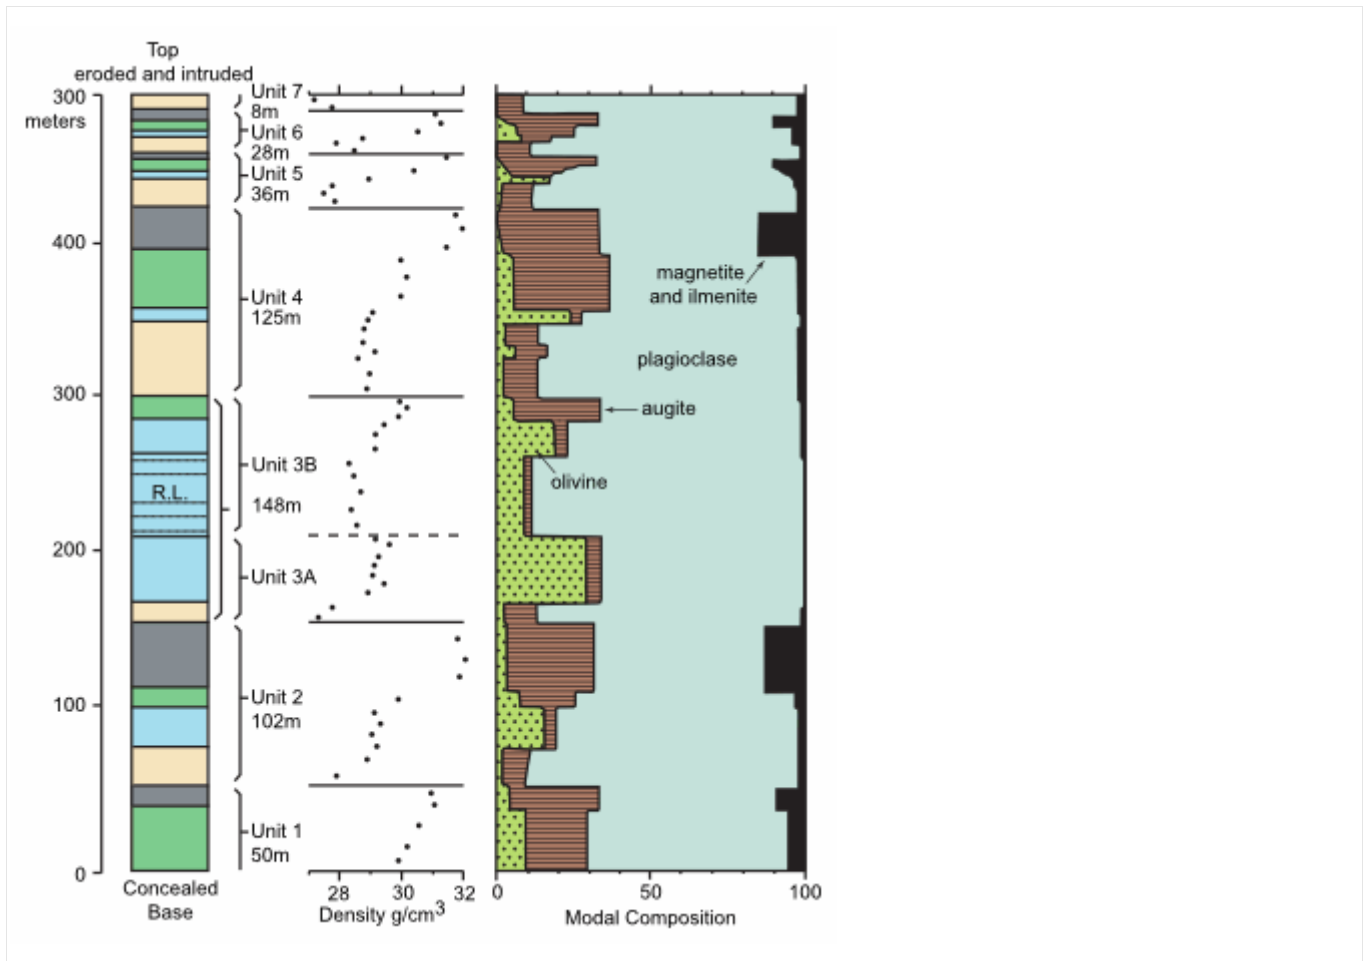 Top
eroded and intruded
300
meters
400
300
200
100
0
Concealed
Base
R.L.
Unit 7
8m
Unit 6
28m
Unit 5
36m
Unit 4
125m
Unit 3B
148m
Unit 3A
Unit 2
102m
Unit 1
50m
28 30 32
Density g/cm3
magnetite
and ilmenite
plagioclase
augite
olivine
0 50 100
Modal Composition